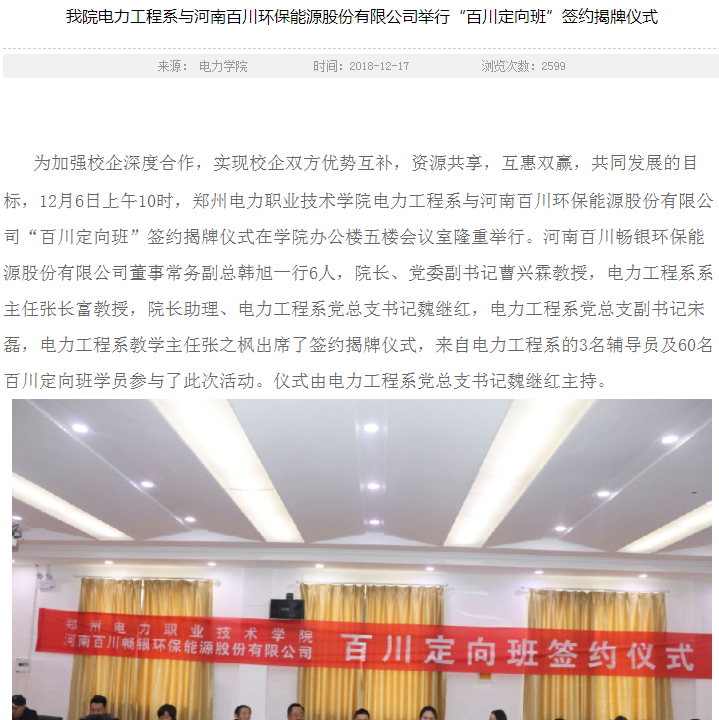 我院电力工程系与河南百川环保能源股份有限公司举行“百川定向班”签约揭牌仪式
来源： 电力学院 时间：2018-12-17 浏览次数：2599
为加强校企深度合作，实现校企双方优势互补，资源共享，互惠双赢，共同发展的目
标，12月6日上午10时，郑州电力职业技术学院电力工程系与河南百川环保能源股份有限公
司“百川定向班”签约揭牌仪式在学院办公楼五楼会议室隆重举行。河南百川畅银环保能
源股份有限公司董事常务副总韩旭一行6人，院长、党委副书记曹兴霖教授，电力工程系系
主任张长富教授，院长助理、电力工程系党总支书记魏继红，电力工程系党总支副书记宋
磊，电力工程系教学主任张之枫出席了签约揭牌仪式，来自电力工程系的3名辅导员及60名
百川定向班学员参与了此次活动。仪式由电力工程系党总支书记魏继红主持。
郑州电力职业技术学院
河南百川畅银环保能源股份有限公司
百川定向班签约仪式